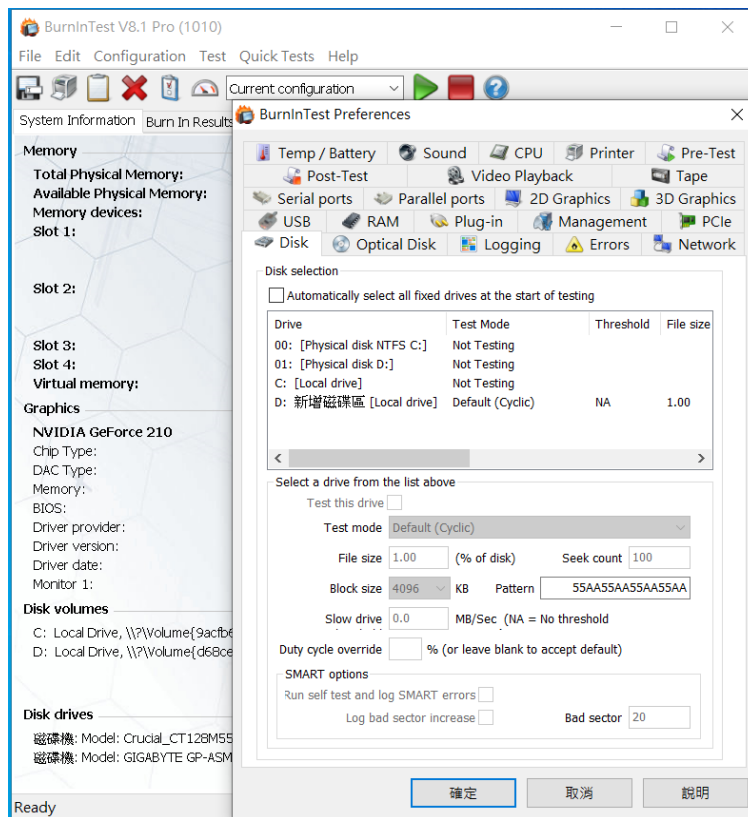 BurnInTest V8.1 Pro (1010)
File Edit Configuration Test Quick Tests Help
Current configuration
System Information Burn In Results
BurnInTest Preferences
Temp / Battery Sound CPU Printer Pre-Test
Post-Test Video Playback Tape
Serial ports Parallel ports 2D Graphics 3D Graphics
USB RAM Plug-in Management PCIe
Disk Optical Disk Logging Errors Network
Memory
Total Physical Memory:
Available Physical Memory:
Memory devices:
Slot 1:
Slot 2:
Slot 3:
Slot 4:
Virtual memory:
Graphics
NVIDIA GeForce 210
Chip Type:
DAC Type:
Memory:
BIOS:
Driver provider:
Driver version:
Driver date:
Monitor 1:
Disk volumes
C: Local Drive, \\?\Volume{9acfb6
D: Local Drive, \\?\Volume{d68ce
Disk drives
磁碟機: Model: Crucial_CT128M55
磁碟機: Model: GIGABYTE GP-ASM
Ready
Disk selection
Automatically select all fixed drives at the start of testing
Drive Test Mode Threshold File size
00: [Physical disk NTFS C:] Not Testing
01: [Physical disk D:] Not Testing
C: [Local drive] Not Testing
D: 新增磁碟區 [Local drive] Default (Cyclic) NA 1.00
Select a drive from the list above
Test this drive
Test mode Default (Cyclic)
File size 1.00 (% of disk) Seek count 100
Block size 4096 KB Pattern 55AA55AA55AA55AA
Slow drive 0.0 MB/Sec (NA = No threshold
Duty cycle override % (or leave blank to accept default)
SMART options
Run self test and log SMART errors
Log bad sector increase Bad sector 20
確定 取消 說明